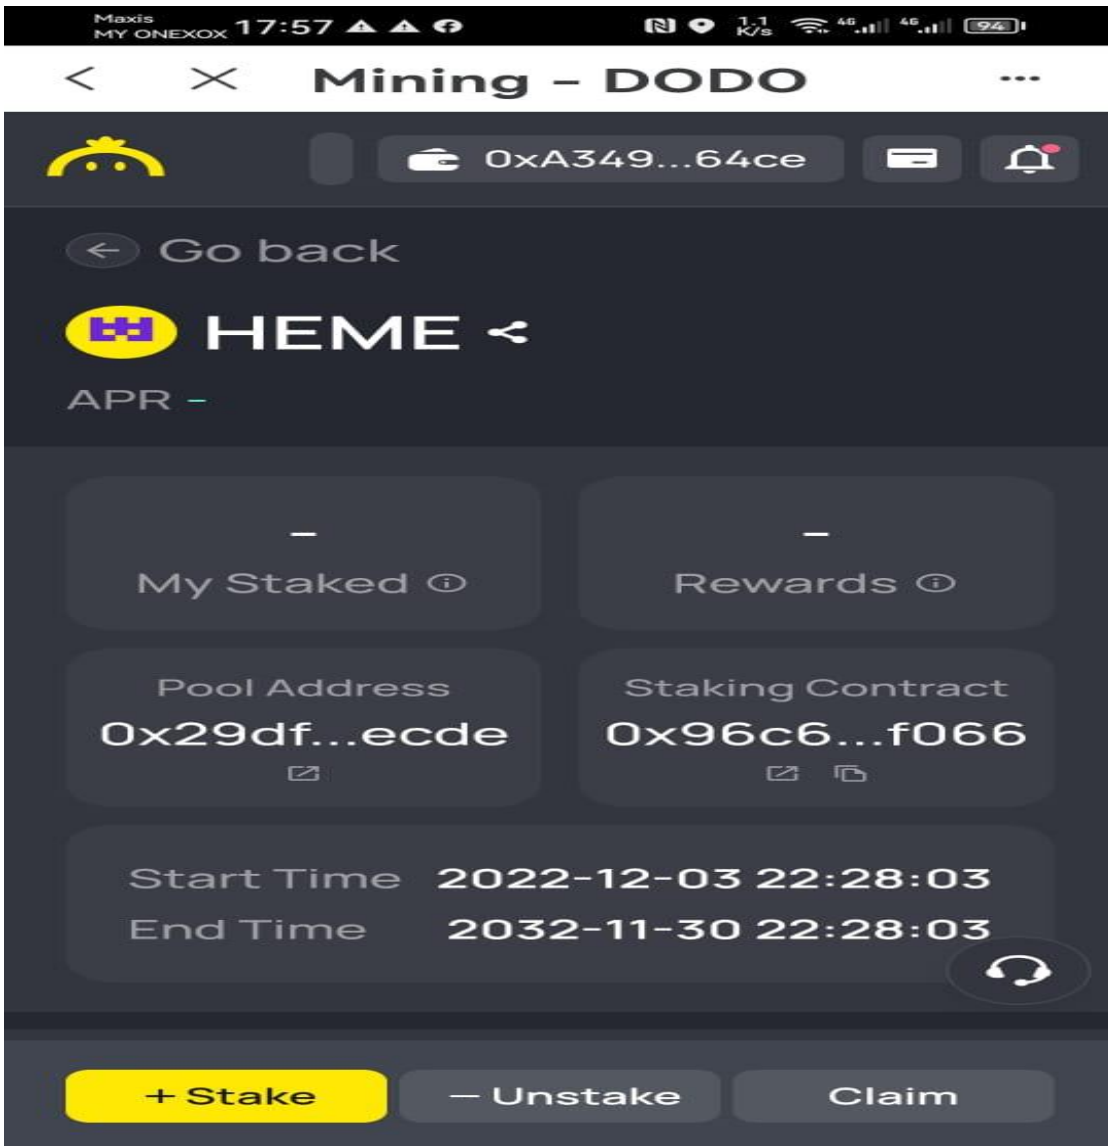 Maxis
MY ONEXOX 17:57 1.1 K/s 4G 4G 94
Mining - DODO
0xA349...64ce
Go back
HEME
APR -
- -
My Staked Rewards
Pool Address Staking Contract
0x29df...ecde 0x96c6...f066
Start Time 2022-12-03 22:28:03
End Time 2032-11-30 22:28:03
+ Stake - Unstake Claim